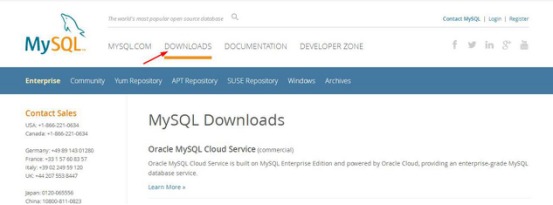 The world's most popular open source database
Contact MySQL | Login | Register
MySQL
MYSQL.COM DOWNLOADS DOCUMENTATION DEVELOPER ZONE
Enterprise Community Yum Repository APT Repository SUSE Repository Windows Archives
Contact Sales
USA: +1-866-221-0634
Canada: +1-866-221-0634
Germany: +49 89 143 01280
France: +33 1 57 60 83 57
Italy: +39 02 249 59 120
UK: +44 207 553 8447
Japan: 0120-065556
China: 10800-811-0823
MySQL Downloads
Oracle MySQL Cloud Service (commercial)
Oracle MySQL Cloud Service is built on MySQL Enterprise Edition and powered by Oracle Cloud, providing an enterprise-grade MySQL
database service.
Learn More »